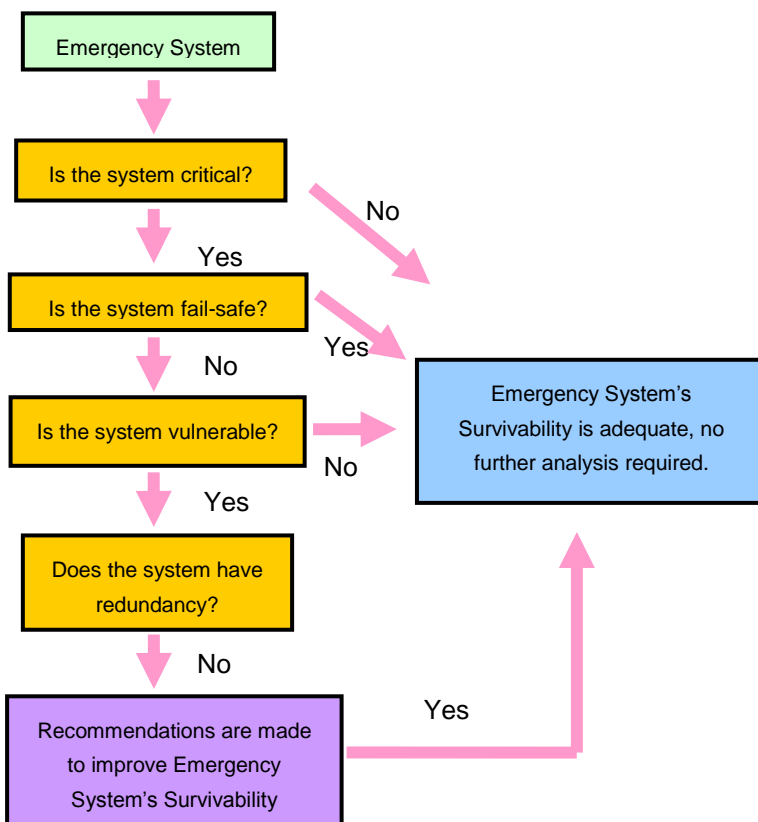 Emergency System
Is the system critical?
No
Yes
Is the system fail-safe?
Yes
No
Emergency System's
Survivability is adequate, no
further analysis required.
Is the system vulnerable?
No
Yes
Does the system have
redundancy?
No
Yes
Recommendations are made
to improve Emergency
System's Survivability